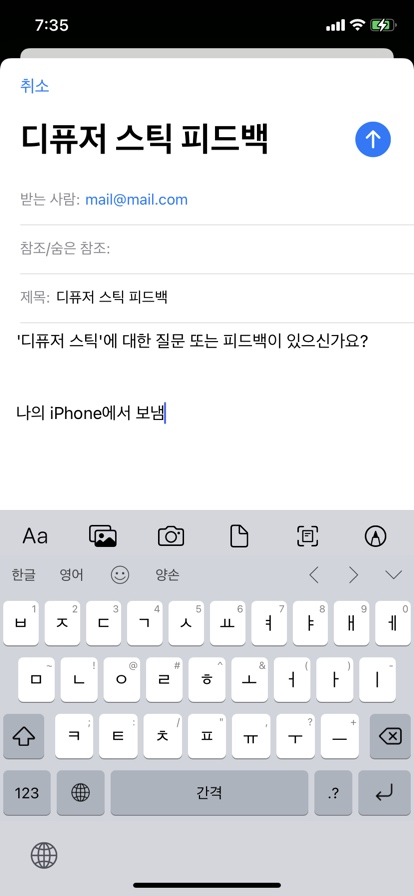 7:35
취소
디퓨저 스틱 피드백
받는 사람: mail@mail.com
참조/숨은 참조:
제목: 디퓨저 스틱 피드백
'디퓨저 스틱'에 대한 질문 또는 피드백이 있으신가요?
나의 iPhone에서 보냄
Aa
한글 영어 양손
ㅂ 1 ㅈ 2 ㄷ 3 ㄱ 4 ㅅ 5 ㅛ 6 ㅕ 7 ㅑ 8 ㅐ 9 ㅔ 0
ㅁ ~ ㄴ ! ㅇ @ ㄹ # ㅎ ^ ㅗ & ㅓ ( ㅏ ) ㅣ -
ㅋ ; ㅌ : ㅊ / ㅍ " ㅠ , ㅜ ? ㅡ +
123 간격 .?